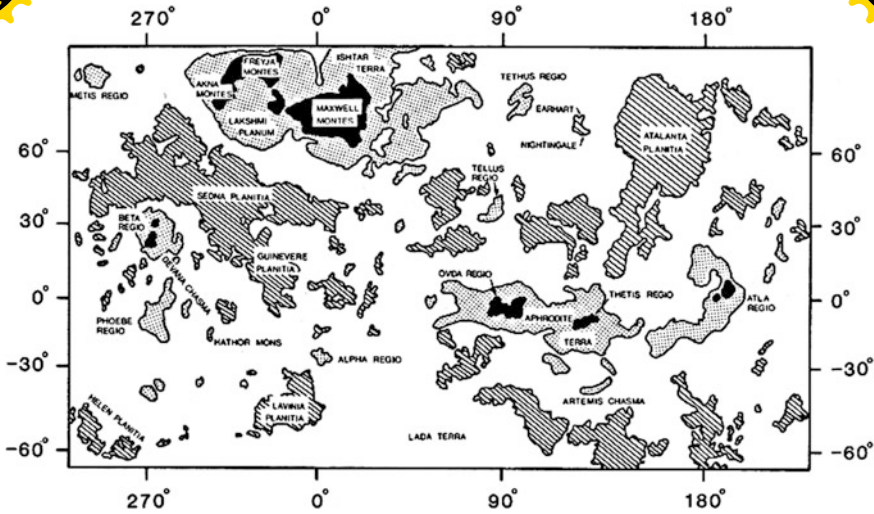 270° 0° 90° 180°
FREYJA
MONTES
ISHTAR
TERRA
METIS REGIO
AKNA
MONTES
LAKSHMI
PLANUM
MAXWELL
MONTES
TETHUS REGIO
EARHART
NIGHTINGALE
ATALANTA
PLANITIA
60° 60°
TELLUS
REGIO
SEDNA PLANITIA
30° 30°
BETA
REGIO
DEVANA CHASMA
GUINEVERE
PLANITIA
OVDA REGIO
THETIS REGIO
0° 0°
ATLA
REGIO
PHOEBE
REGIO
APHRODITE
TERRA
HATHOR MONS
ALPHA REGIO
-30° -30°
ARTEMIS CHASMA
HELEN PLANITIA
LAVINIA
PLANITIA
LADA TERRA
-60° -60°
270° 0° 90° 180°